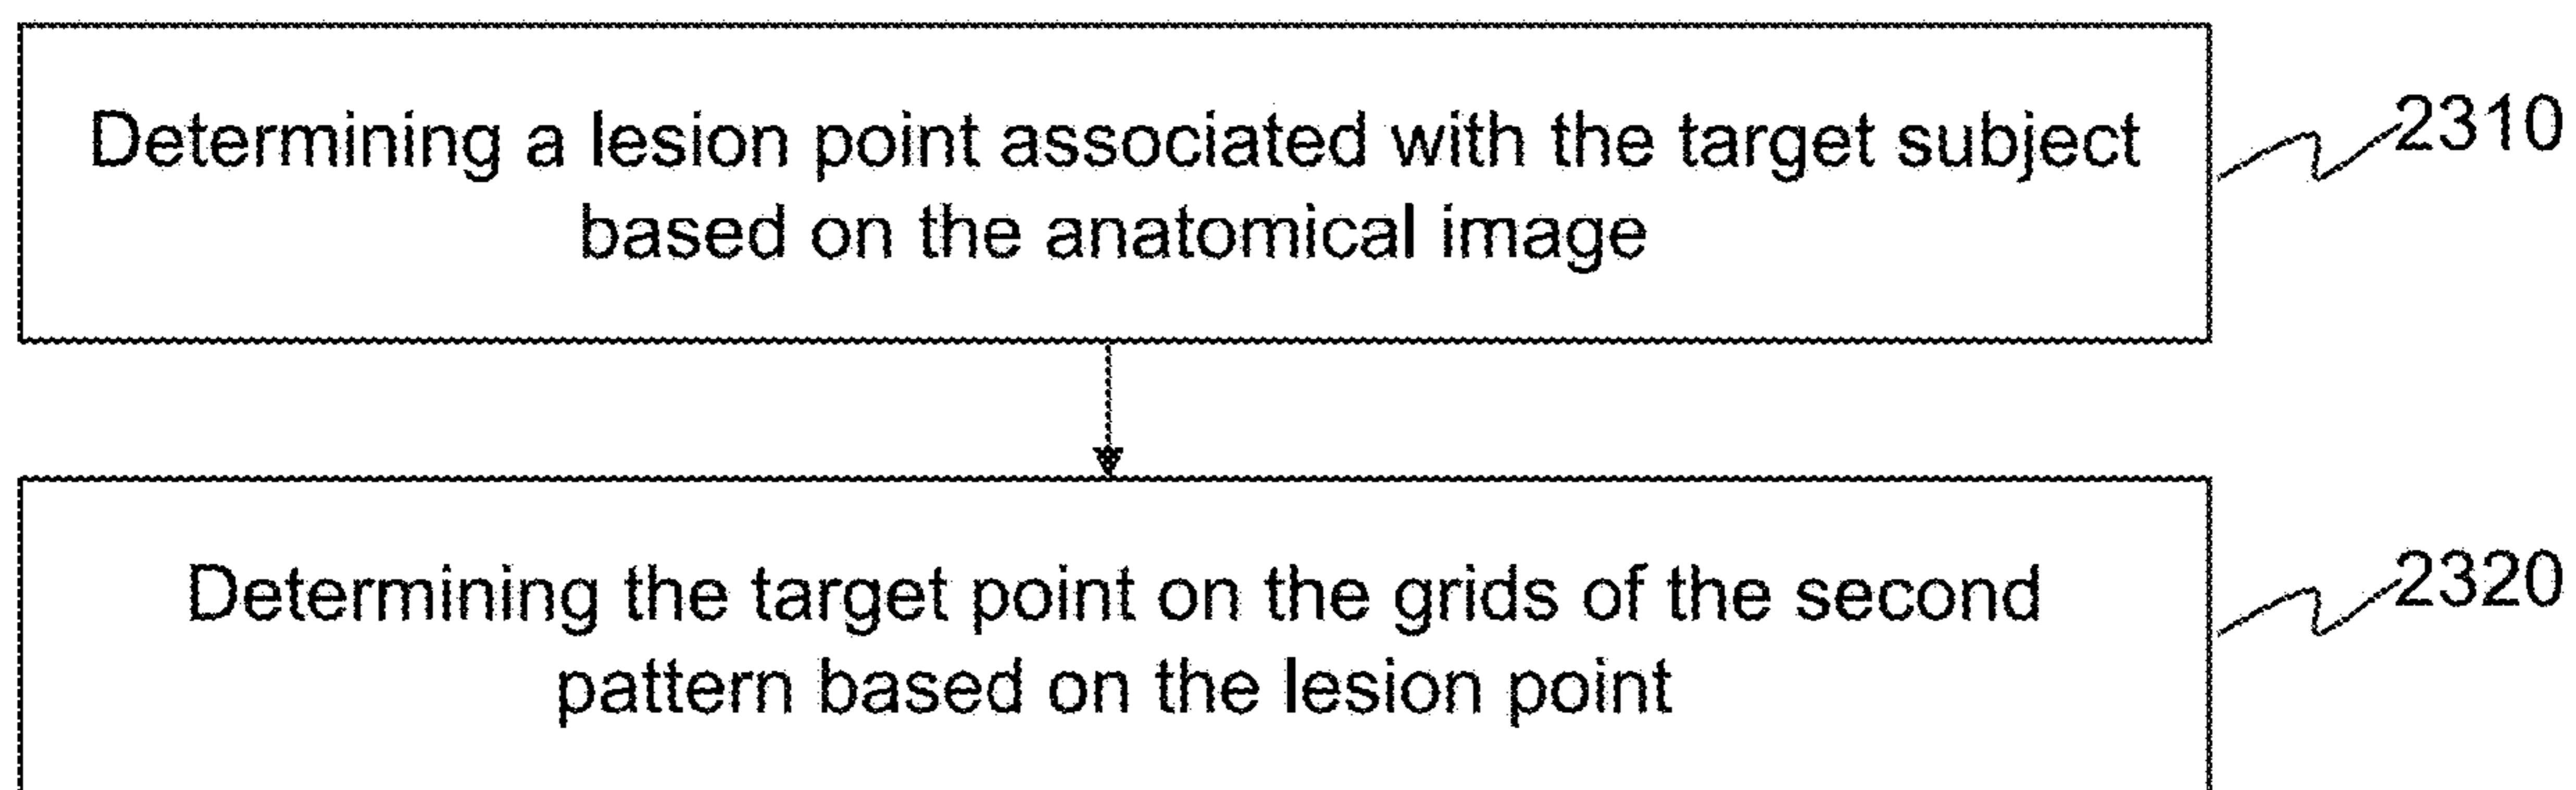 Determining a lesion point associated with the target subject
based on the anatomical image
2310
Determining the target point on the grids of the second
pattern based on the lesion point
2320